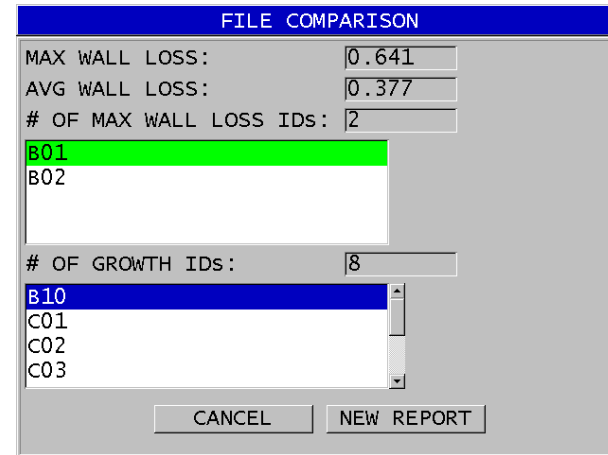 FILE COMPARISON
MAX WALL LOSS: 0.641
AVG WALL LOSS: 0.377
# OF MAX WALL LOSS IDs: 2
B01
B02
# OF GROWTH IDs: 8
B10
C01
C02
C03
CANCEL NEW REPORT